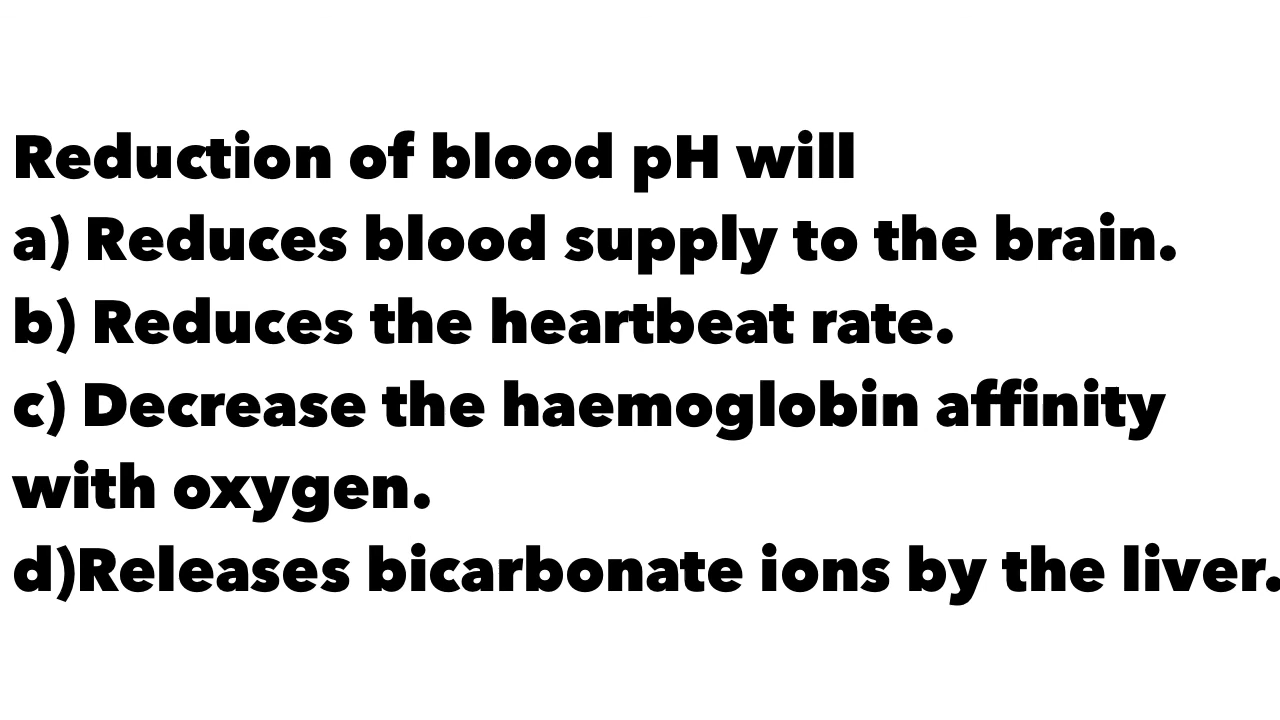 Reduction of blood pH will
a) Reduces blood supply to the brain.
b) Reduces the heartbeat rate.
c) Decrease the haemoglobin affinity
with oxygen.
d)Releases bicarbonate ions by the liver.